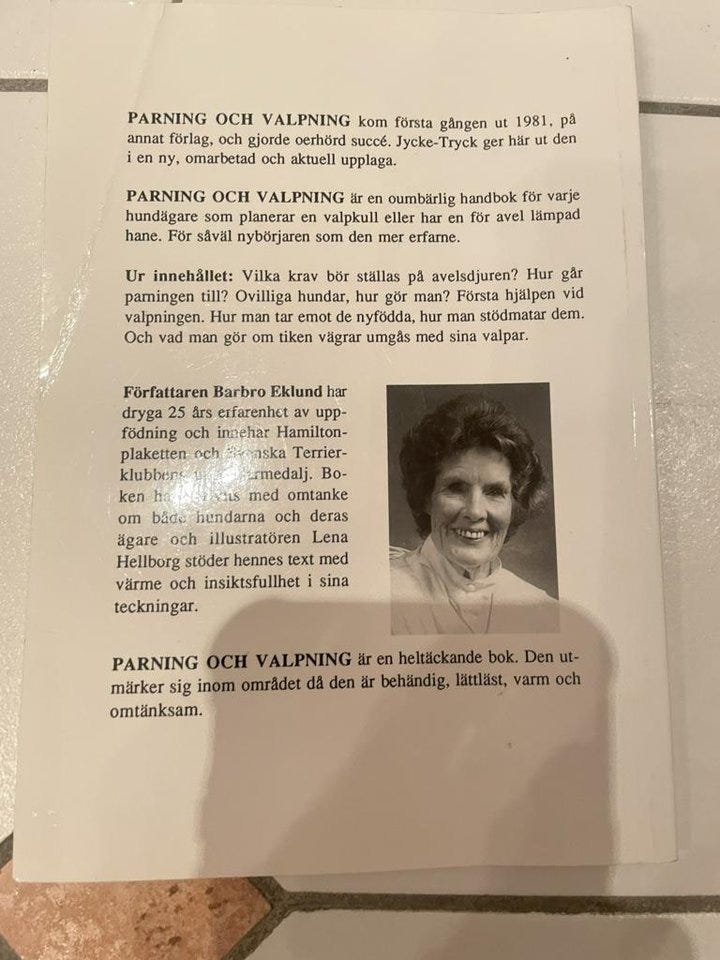 PARNING OCH VALPNING kom första gången ut 1981, på
annat förlag, och gjorde oerhörd succé. Jycke-Tryck ger här ut den
i en ny, omarbetad och aktuell upplaga.
PARNING OCH VALPNING är en oumbärlig handbok för varje
hundägare som planerar en valpkull eller har en för avel lämpad
hane. För såväl nybörjaren som den mer erfarne.
Ur innehållet: Vilka krav bör ställas på avelsdjuren? Hur går
parningen till? Ovilliga hundar, hur gör man? Första hjälpen vid
valpningen. Hur man tar emot de nyfödda, hur man stödmatar dem.
Och vad man gör om tiken vägrar umgås med sina valpar.
Författaren Barbro Eklund har
dryga 25 års erfarenhet av upp-
födning och innehar Hamilton-
plaketten och Svenska Terrier-
klubbens
ken med omtanke
om både hundarna och deras
ägare och illustratören Lena
Hellborg stöder hennes text med
värme och insiktsfullhet i sina
teckningar.
PARNING OCH VALPNING är en heltäckande bok. Den ut-
märker sig inom området då den är behändig, lättläst, varm och
omtänksam.